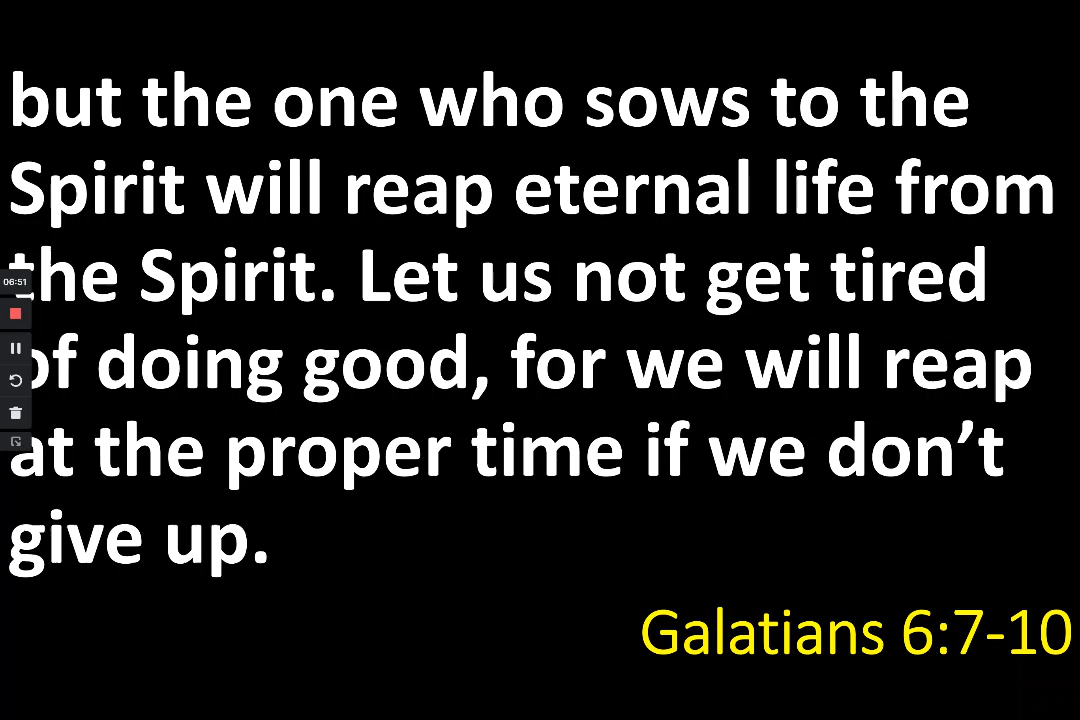 but the one who sows to the
Spirit will reap eternal life from
the Spirit. Let us not get tired
of doing good, for we will reap
at the proper time if we don’t
give up.
Galatians 6:7-10
06:51